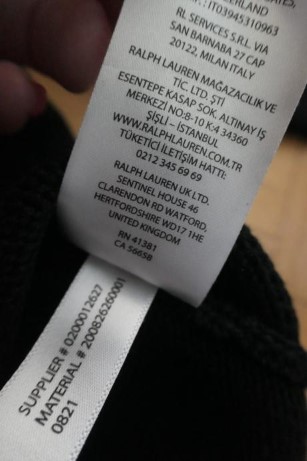 IT03945310963
RL SERVICES S.R.L. VIA
SAN BARNABA 27 CAP
20122, MILAN ITALY
RALPH LAUREN MAĞAZACILIK VE
TİC. LTD. ŞTİ
ESENTEPE KASAP SOK. ALTINAY İŞ
MERKEZİ NO:8-10 K:4 34360
ŞİŞLİ – İSTANBUL
WWW.RALPHLAUREN.COM.TR
TÜKETİCİ İLETİŞİM HATTI:
0212 345 69 69
RALPH LAUREN UK LTD.
SENTINEL HOUSE 46
CLARENDON RD WATFORD,
HERTFORDSHIRE WD17 1HE
UNITED KINGDOM
RN 41381
CA 56658
SUPPLIER # 0200012627
MATERIAL # 200826260001
0821